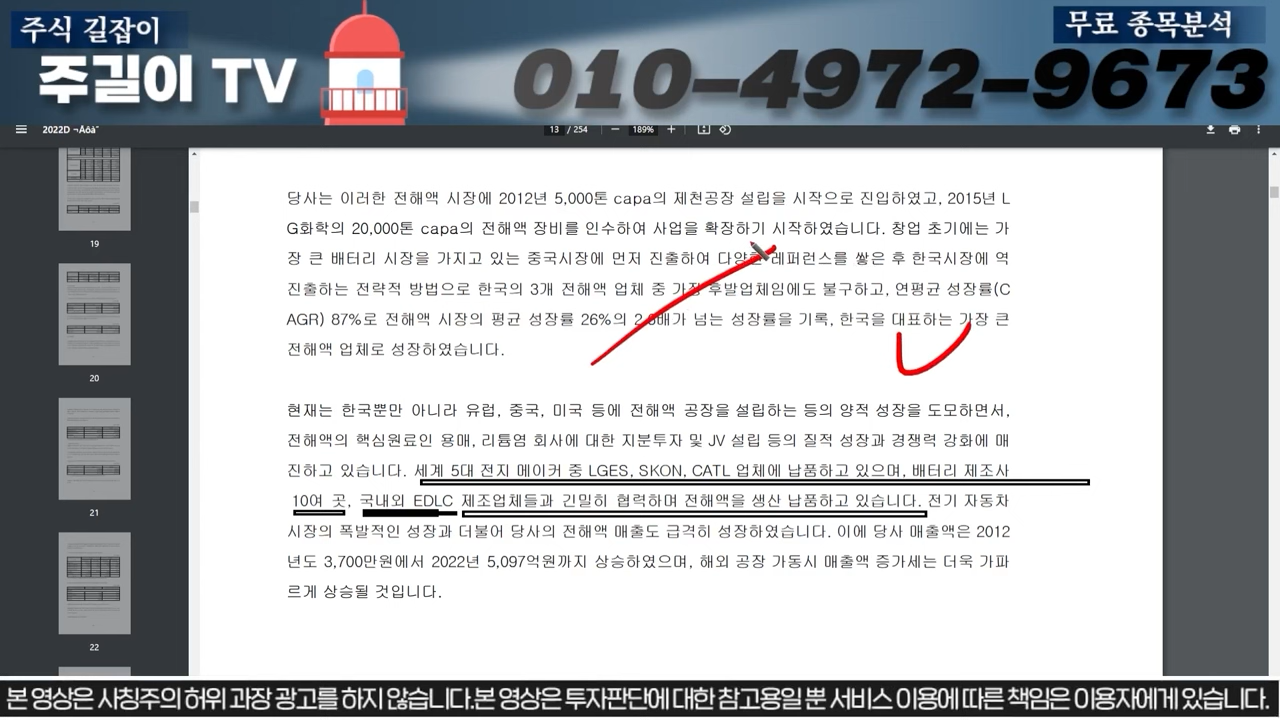 주식 길잡이
주길이 TV
무료 종목분석
010-4972-9673
2022D ¬Äôà˝
13 / 254
189%
19
20
21
22
당사는 이러한 전해액 시장에 2012년 5,000톤 capa의 제천공장 설립을 시작으로 진입하였고, 2015년 L
G화학의 20,000톤 capa의 전해액 장비를 인수하여 사업을 확장하기 시작하였습니다. 창업 초기에는 가
장 큰 배터리 시장을 가지고 있는 중국시장에 먼저 진출하여 다양한 레퍼런스를 쌓은 후 한국시장에 역
진출하는 전략적 방법으로 한국의 3개 전해액 업체 중 가장 후발업체임에도 불구하고, 연평균 성장률(C
AGR) 87%로 전해액 시장의 평균 성장률 26%의 배가 넘는 성장률을 기록, 한국을 대표하는 가장 큰
전해액 업체로 성장하였습니다.
현재는 한국뿐만 아니라 유럽, 중국, 미국 등에 전해액 공장을 설립하는 등의 양적 성장을 도모하면서,
전해액의 핵심원료인 용매, 리튬염 회사에 대한 지분투자 및 JV 설립 등의 질적 성장과 경쟁력 강화에 매
진하고 있습니다. 세계 5대 전지 메이커 중 LGES, SKON, CATL 업체에 납품하고 있으며, 배터리 제조사
10여 곳, 국내외 EDLC 제조업체들과 긴밀히 협력하며 전해액을 생산 납품하고 있습니다. 전기 자동차
시장의 폭발적인 성장과 더불어 당사의 전해액 매출도 급격히 성장하였습니다. 이에 당사 매출액은 2012
년도 3,700만원에서 2022년 5,097억원까지 상승하였으며, 해외 공장 가동시 매출액 증가세는 더욱 가파
르게 상승될 것입니다.
본 영상은 사칭주의 허위 과장 광고를 하지 않습니다.본 영상은 투자판단에 대한 참고용일 뿐 서비스 이용에 따른 책임은 이용자에게 있습니다.